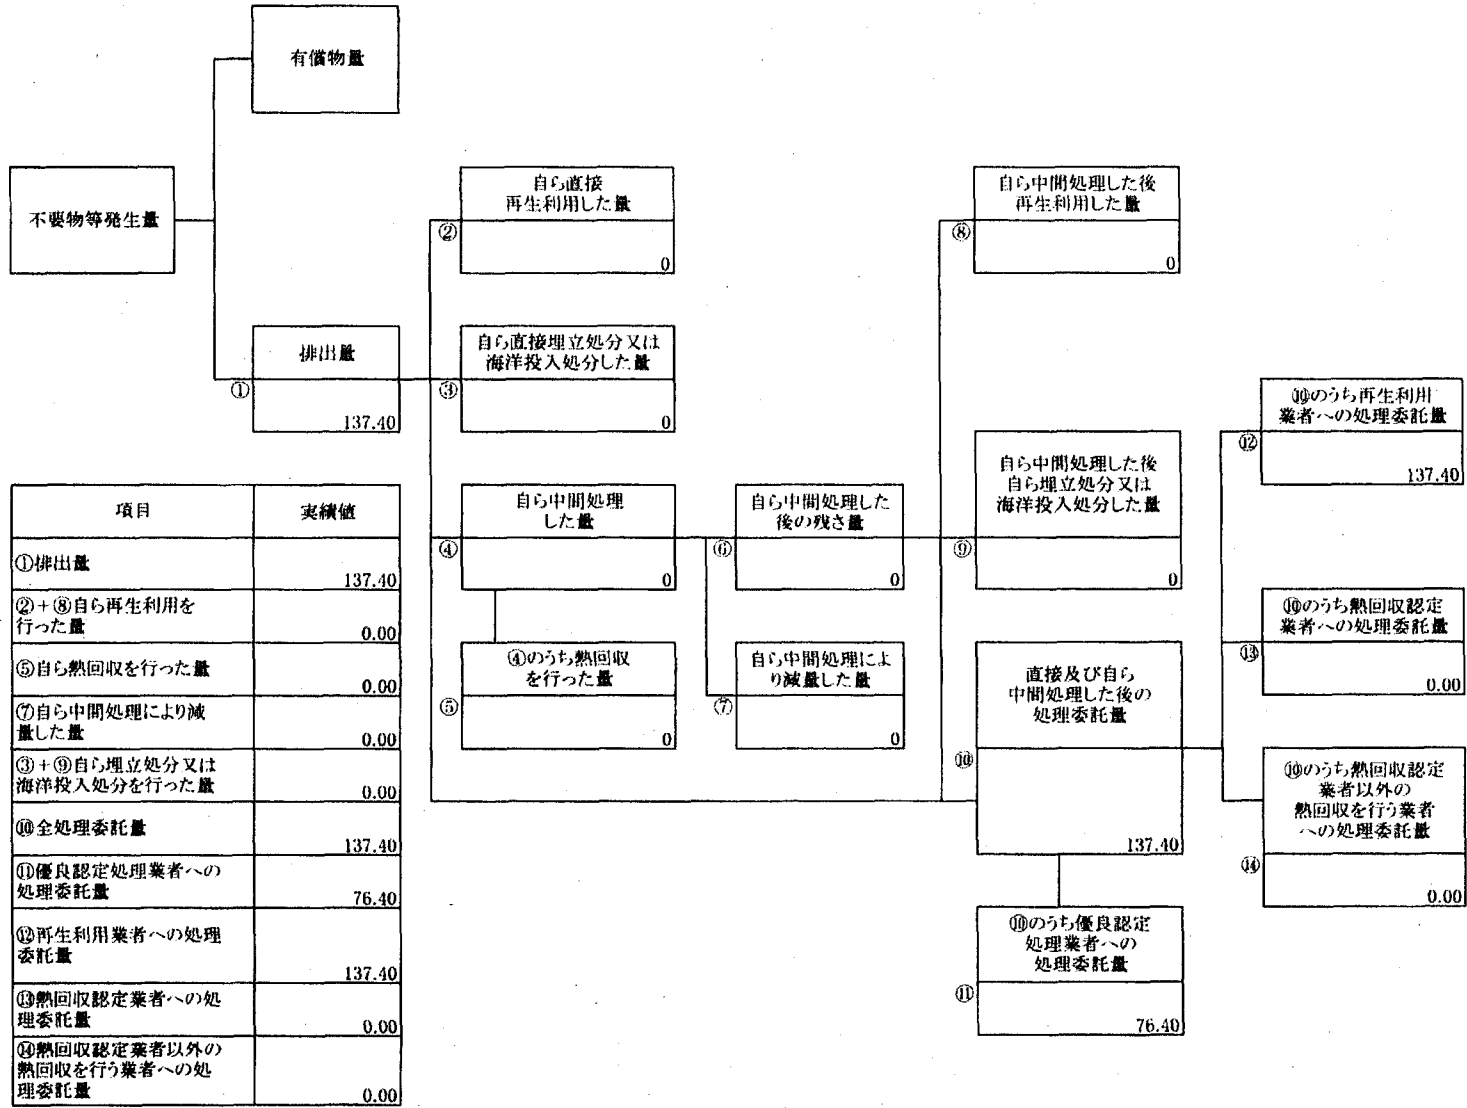 有償物量
不要物等発生量
排出量
①
137.40
自ら直接
再生利用した量
②
0
自ら直接埋立処分又は
海洋投入処分した量
③
0
自ら中間処理
した量
④
0
④のうち熱回収
を行った量
⑤
0
自ら中間処理した
後の残さ量
⑥
0
自ら中間処理によ
り減量した量
⑦
0
自ら中間処理した後
再生利用した量
⑧
0
自ら中間処理した後
自ら埋立処分又は
海洋投入処分した量
⑨
0
直接及び自ら
中間処理した後の
処理委託量
⑩
137.40
⑩のうち優良認定
処理業者への
処理委託量
⑪
76.40
⑩のうち再生利用
業者への処理委託量
⑫
137.40
⑩のうち熱回収認定
業者への処理委託量
⑬
0.00
⑩のうち熱回収認定
業者以外の
熱回収を行う業者
への処理委託量
⑭
0.00
項目 実績値
①排出量
137.40
②+⑧自ら再生利用を
行った量
0.00
⑤自ら熱回収を行った量
0.00
⑦自ら中間処理により減
量した量
0.00
③+⑨自ら埋立処分又は
海洋投入処分を行った量
0.00
⑩全処理委託量
137.40
⑪優良認定処理業者への
処理委託量
76.40
⑫再生利用業者への処理
委託量
137.40
⑬熱回収認定業者への処
理委託量
0.00
⑭熱回収認定業者以外の
熱回収を行う業者への処
理委託量
0.00